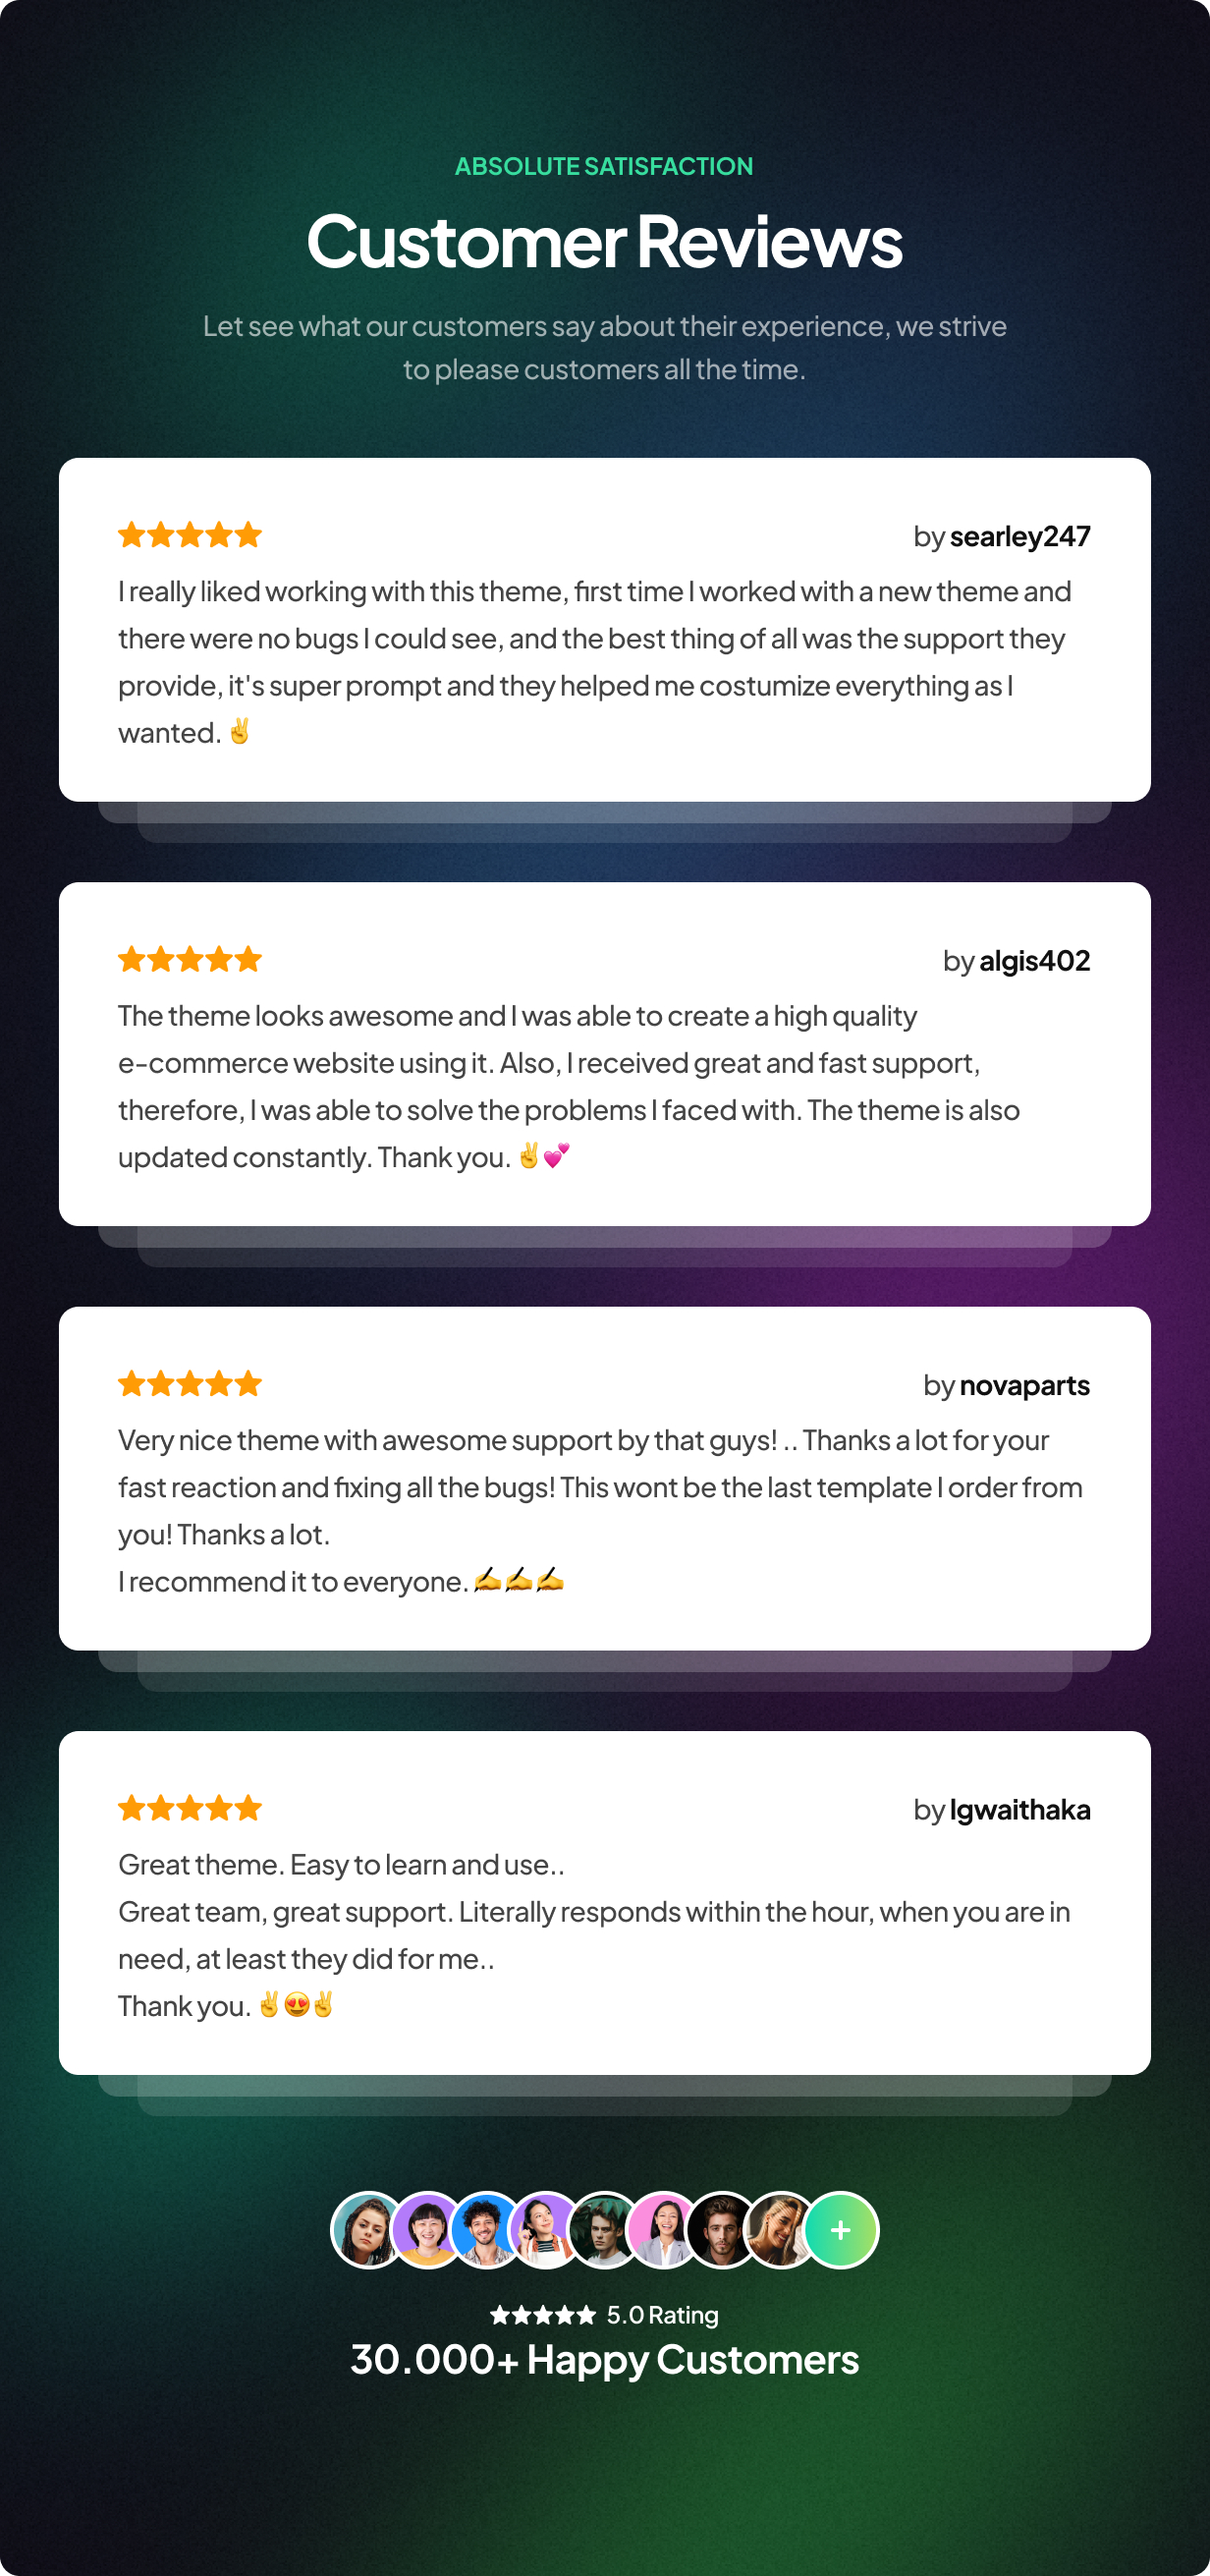 ABSOLUTE SATISFACTION
Customer Reviews
Let see what our customers say about their experience, we strive
to please customers all the time.
by searley247
I really liked working with this theme, first time I worked with a new theme and
there were no bugs I could see, and the best thing of all was the support they
provide, it's super prompt and they helped me costumize everything as I
wanted. ✌️
by algis402
The theme looks awesome and I was able to create a high quality
e-commerce website using it. Also, I received great and fast support,
therefore, I was able to solve the problems I faced with. The theme is also
updated constantly. Thank you. ✌️💕
by novaparts
Very nice theme with awesome support by that guys! .. Thanks a lot for your
fast reaction and fixing all the bugs! This wont be the last template I order from
you! Thanks a lot.
I recommend it to everyone. ✍️✍️✍️
by lgwaithaka
Great theme. Easy to learn and use..
Great team, great support. Literally responds within the hour, when you are in
need, at least they did for me..
Thank you. ✌️😍✌️
+
5.0 Rating
30.000+ Happy Customers